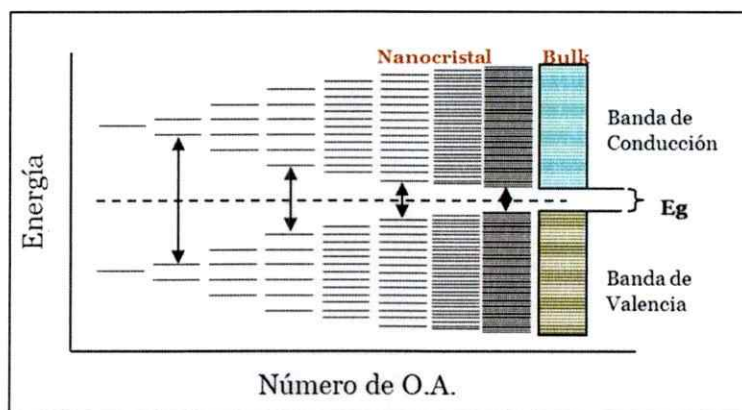 Nanocristal Bulk
Banda de
Conducción
Energía
Eg
Banda de
Valencia
Número de O.A.